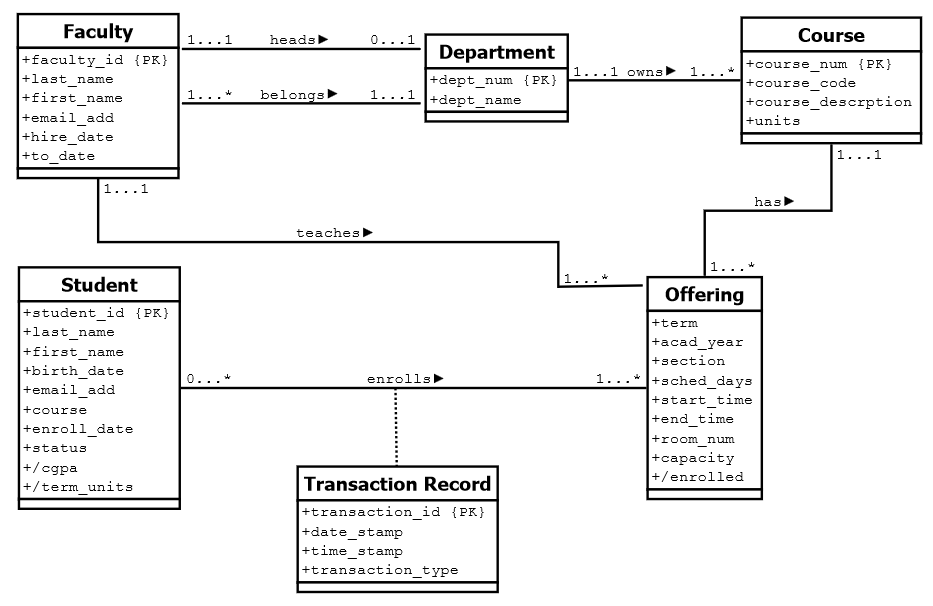 Faculty
+faculty_id {PK}
+last_name
+first_name
+email_add
+hire_date
+to_date
1...1 heads► 0...1
1...* belongs► 1...1
Department
+dept_num {PK}
+dept_name
1...1 owns► 1...*
Course
+course_num {PK}
+course_code
+course_descrption
+units
1...1
teaches►
1...*
1...1
has►
1...*
Student
+student_id {PK}
+last_name
+first_name
+birth_date
+email_add
+course
+enroll_date
+status
+/cgpa
+/term_units
0...* enrolls► 1...*
Offering
+term
+acad_year
+section
+sched_days
+start_time
+end_time
+room_num
+capacity
+/enrolled
Transaction Record
+transaction_id {PK}
+date_stamp
+time_stamp
+transaction_type